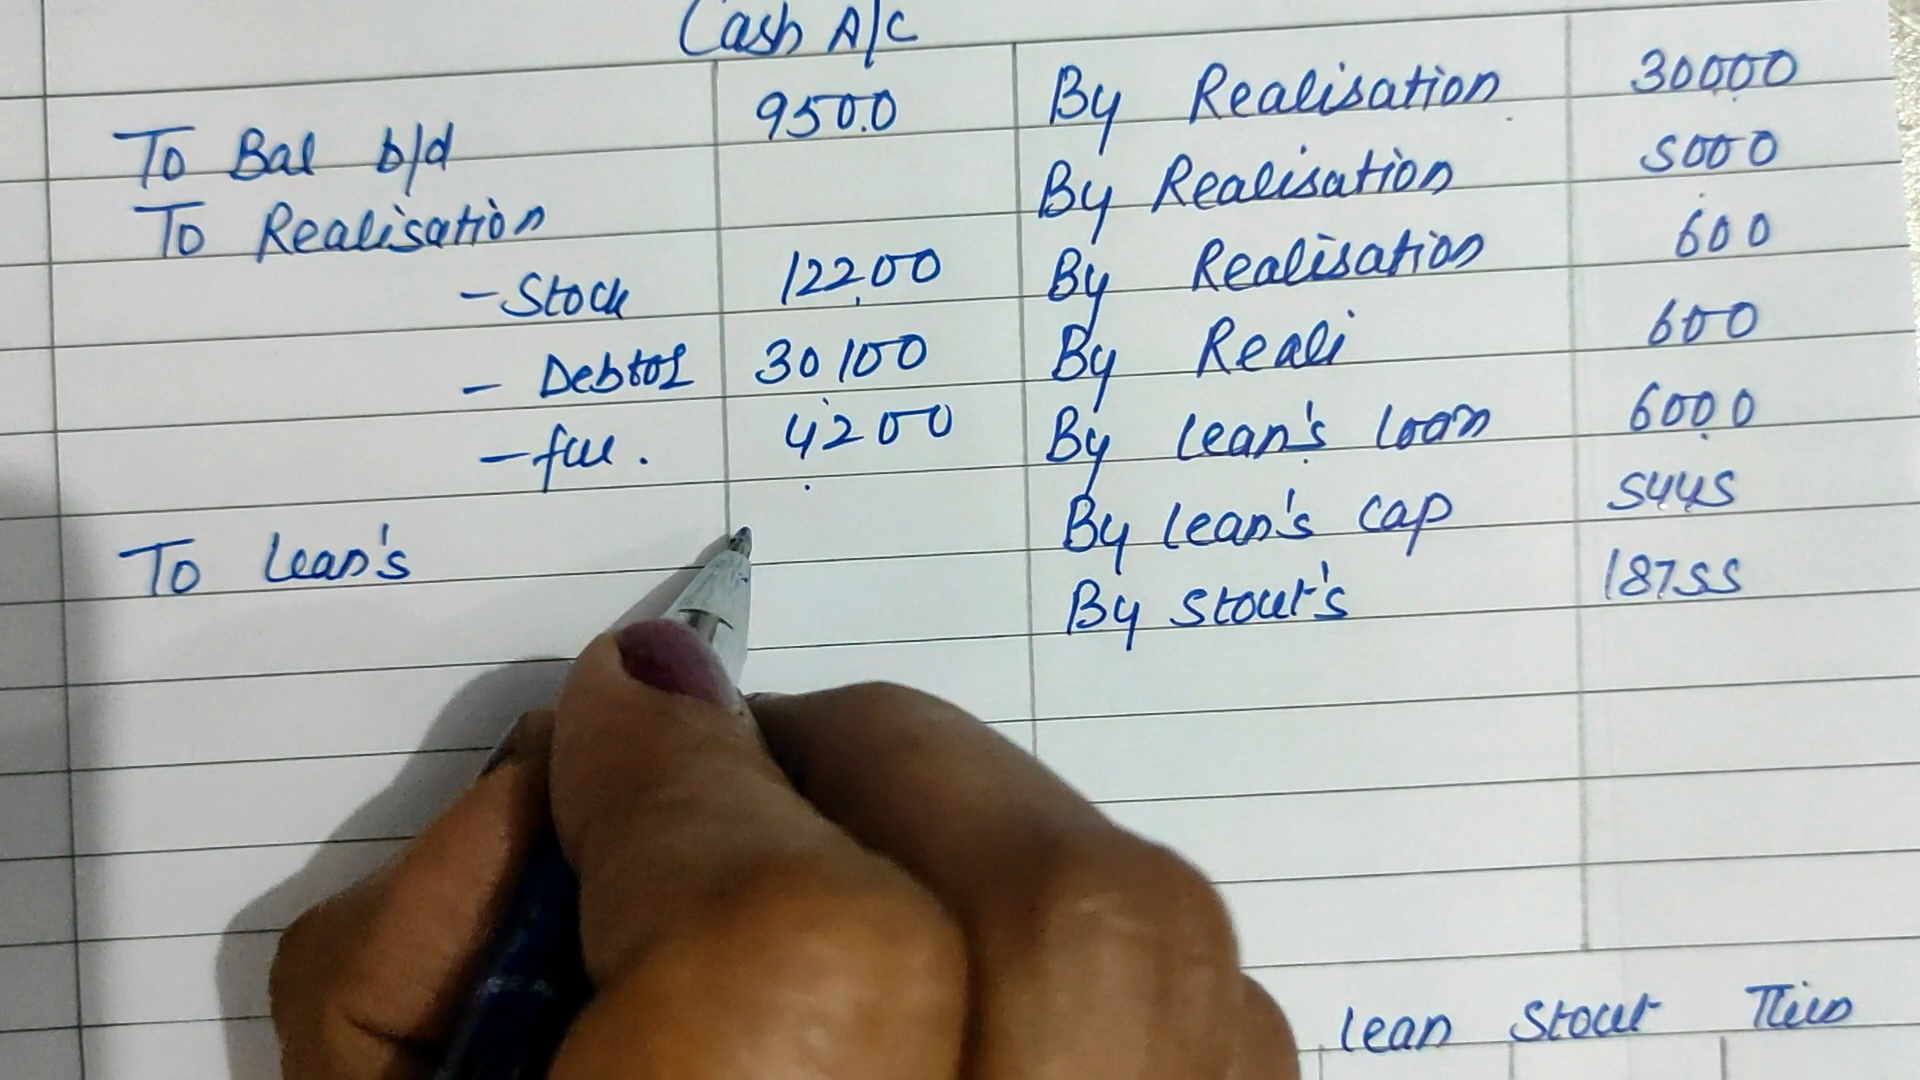 Cash A/C
To Bal b/d 9500 By Realisation 30000
To Realisation By Realisation 5000
- Stock 12200 By Realisation 600
- Debtos 30100 By Reali 600
- fur. 4200 By lean's loan 6000
By lean's cap 5445
To lean's By Stout's 18755
lean Stout Thin